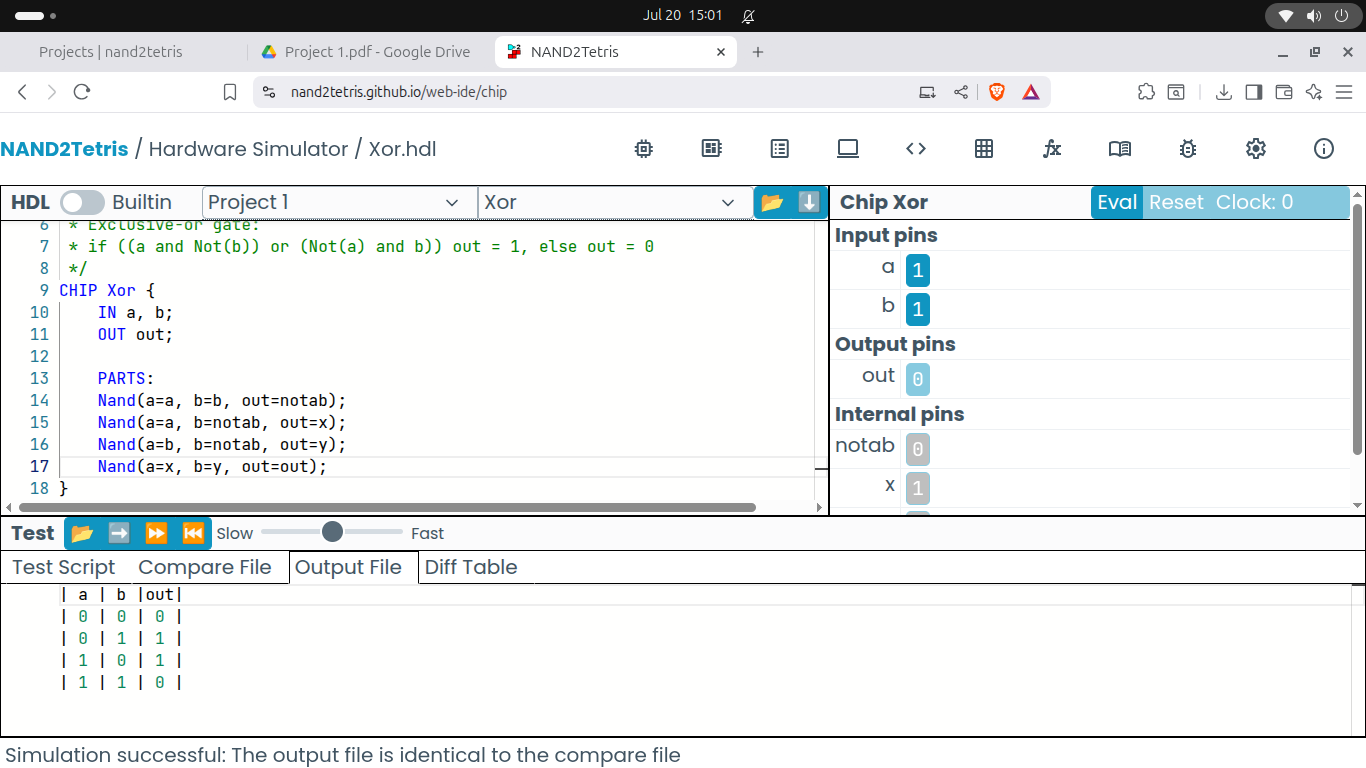 Jul 20 15:01
Projects | nand2tetris
Project 1.pdf - Google Drive
NAND2Tetris
nand2tetris.github.io/web-ide/chip
NAND2Tetris / Hardware Simulator / Xor.hdl
HDL Builtin Project 1 Xor
6 * Exclusive-or gate:
7 * if ((a and Not(b)) or (Not(a) and b)) out = 1, else out = 0
8 */
9 CHIP Xor {
10 IN a, b;
11 OUT out;
12
13 PARTS:
14 Nand(a=a, b=b, out=notab);
15 Nand(a=a, b=notab, out=x);
16 Nand(a=b, b=notab, out=y);
17 Nand(a=x, b=y, out=out);
18 }
Chip Xor Eval Reset Clock: 0
Input pins
a 1
b 1
Output pins
out 0
Internal pins
notab 0
x 1
Test Slow Fast
Test Script Compare File Output File Diff Table
| a | b |out|
| 0 | 0 | 0 |
| 0 | 1 | 1 |
| 1 | 0 | 1 |
| 1 | 1 | 0 |
Simulation successful: The output file is identical to the compare file